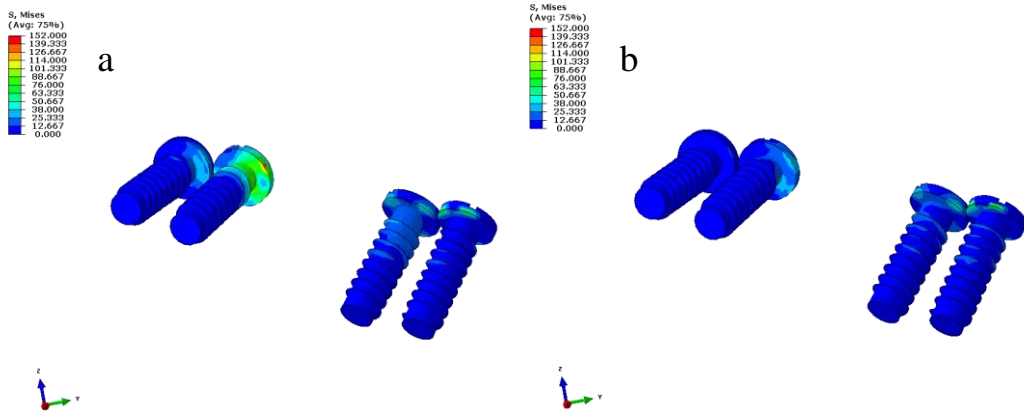 S, Mises
(Avg: 75%)
152.000
139.333
126.667
114.000
101.333
88.667
76.000
63.333
50.667
38.000
25.333
12.667
0.000
a
Z
Y
S, Mises
(Avg: 75%)
152.000
139.333
126.667
114.000
101.333
88.667
76.000
63.333
50.667
38.000
25.333
12.667
0.000
b
Z
Y